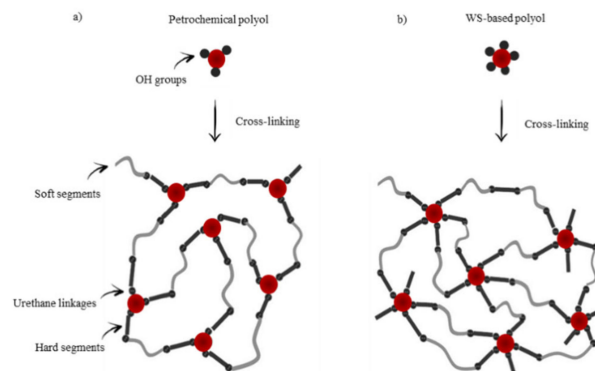 a)
Petrochemical polyol
OH groups
Cross-linking
Soft segments
Urethane linkages
Hard segments
b)
WS-based polyol
Cross-linking